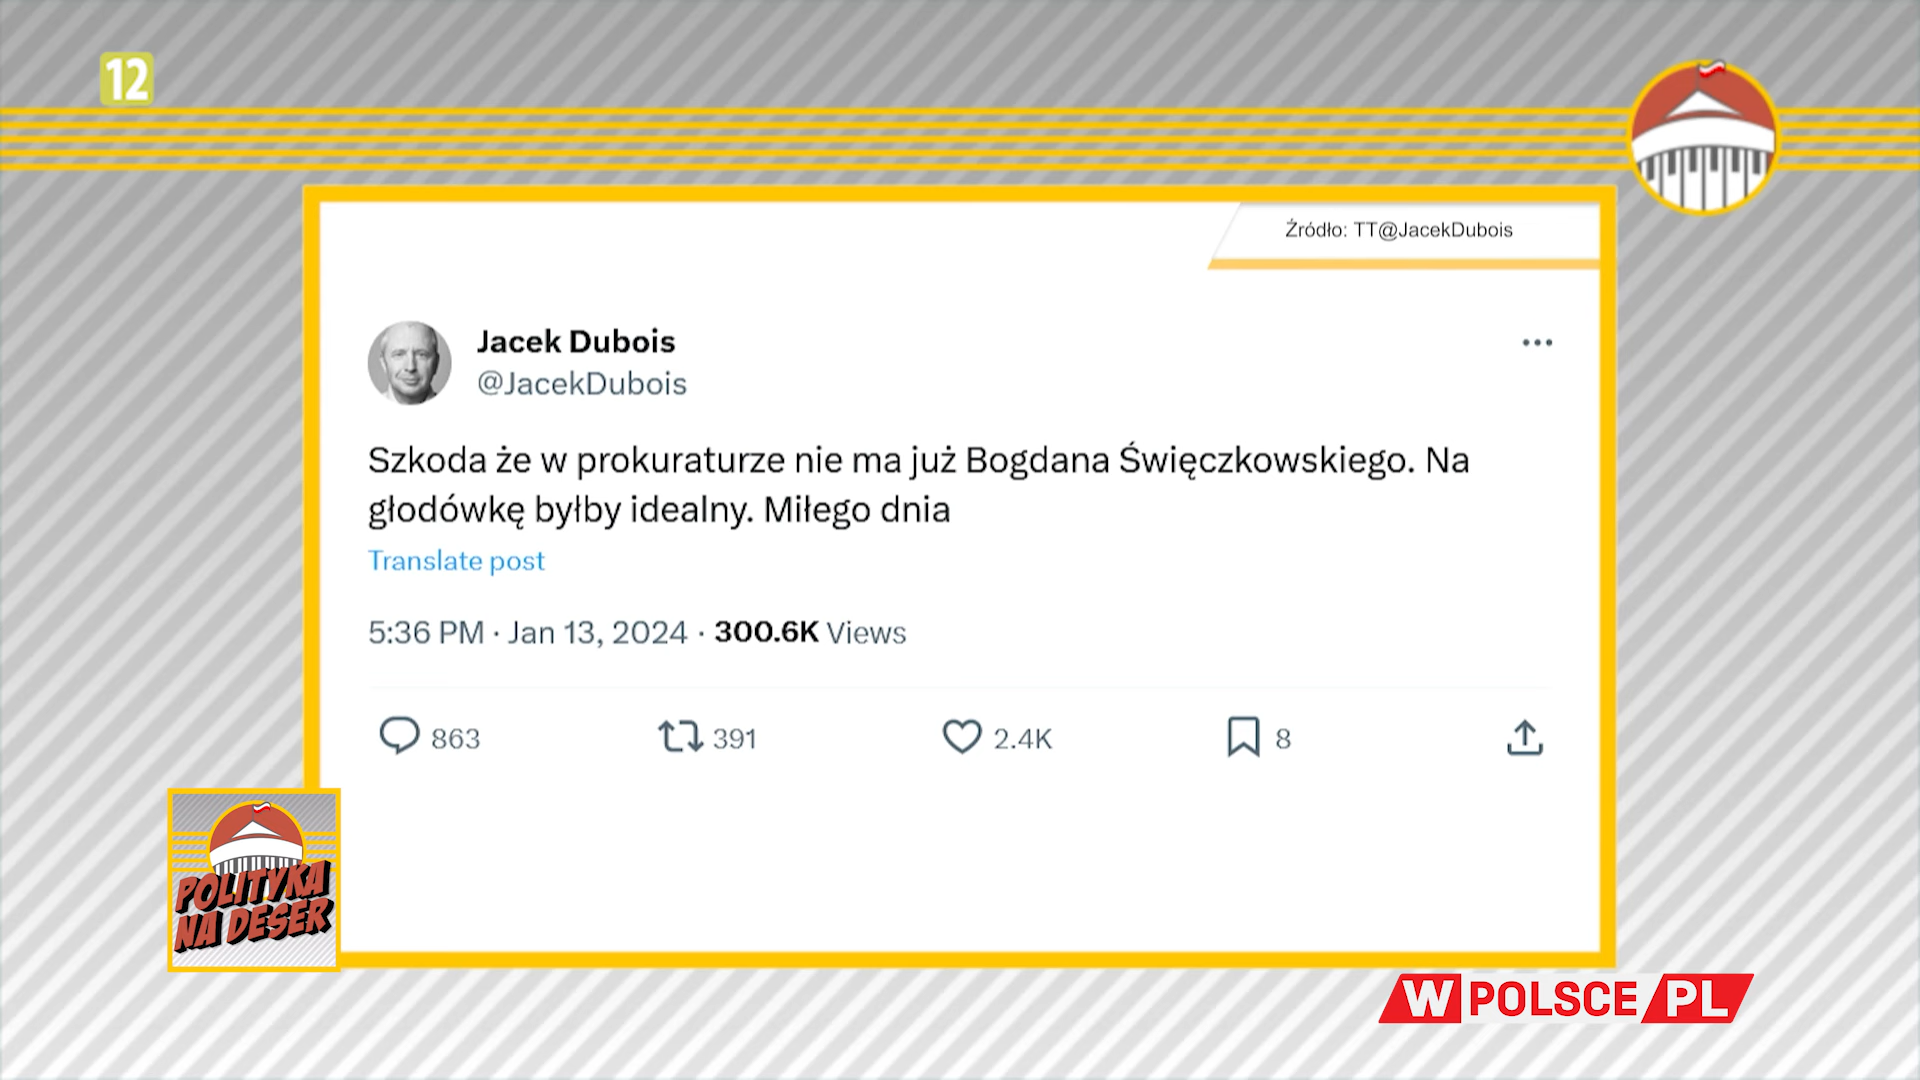 12
Źródło: TT@JacekDubois
Jacek Dubois
@JacekDubois
Szkoda że w prokuraturze nie ma już Bogdana Święczkowskiego. Na
głodówkę byłby idealny. Miłego dnia
Translate post
5:36 PM · Jan 13, 2024 · 300.6K Views
863 391 2.4K 8
POLITYKA
NA DESER
W POLSCE PL